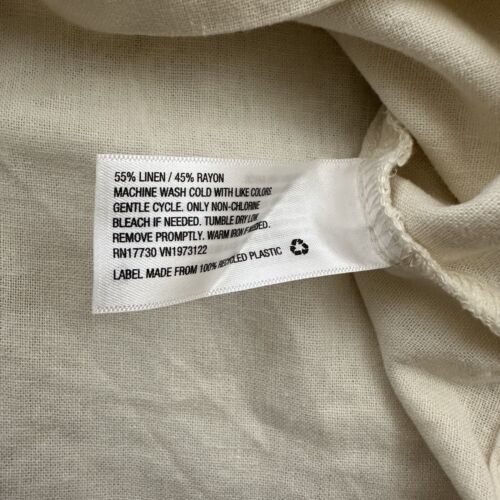 55% LINEN / 45% RAYON
MACHINE WASH COLD WITH LIKE COLORS
GENTLE CYCLE. ONLY NON-CHLORINE
BLEACH IF NEEDED. TUMBLE DRY LOW.
REMOVE PROMPTLY. WARM IRON IF NEEDED.
RN17730 VN1973122
LABEL MADE FROM 100% RECYCLED PLASTIC